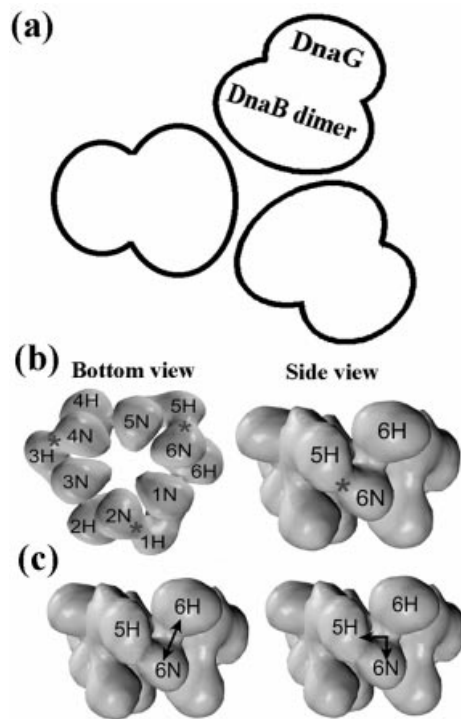 (a)
DnaG
DnaB dimer
(b)
Bottom view
Side view
4H
5H
5N
*
4N
*
6N
3H
6H
3N
1N
2N
2H
*
1H
6H
5H
*
6N
(c)
6H
5H
6N
6H
5H
6N